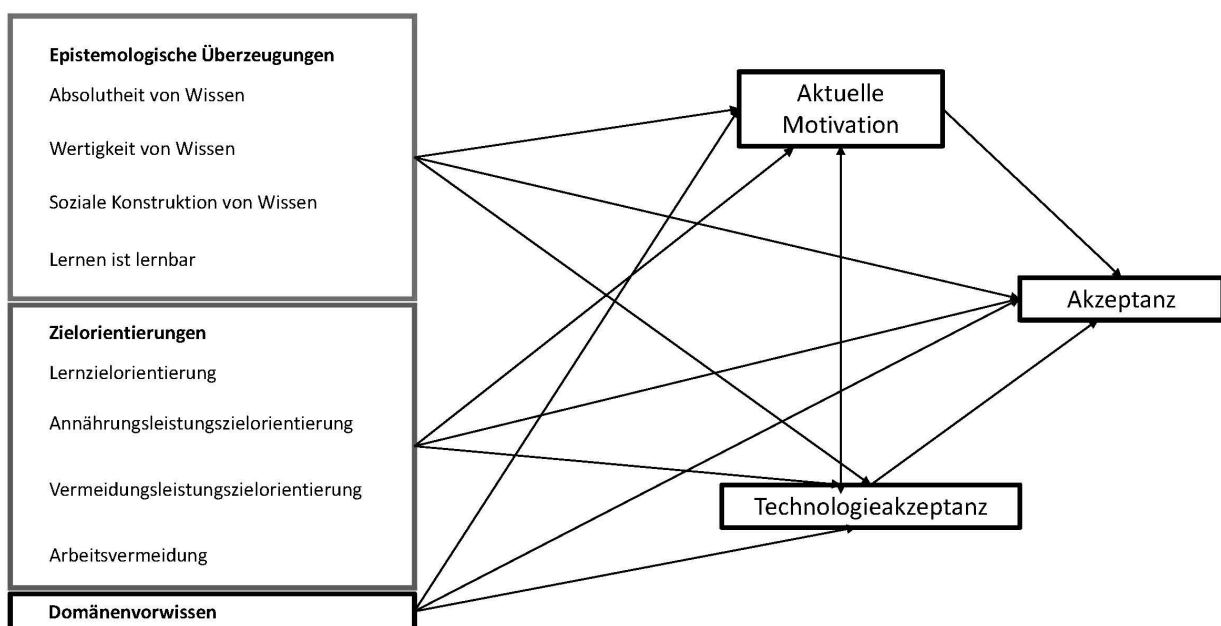 Epistemologische Überzeugungen
Absolutheit von Wissen
Wertigkeit von Wissen
Soziale Konstruktion von Wissen
Lernen ist lernbar
Zielorientierungen
Lernzielorientierung
Annährungsleistungszielorientierung
Vermeidungsleistungszielorientierung
Arbeitsvermeidung
Domänenvorwissen
Aktuelle
Motivation
Technologieakzeptanz
Akzeptanz